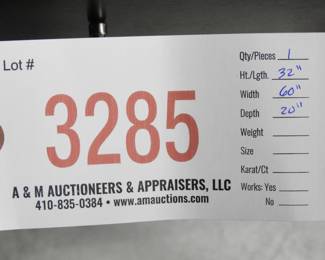 Lot #
3285
A & M AUCTIONEERS & APPRAISERS, LLC
410-835-0384 • www.amauctions.com
Qty/Pieces 1
Ht./Lgth. 32"
Width 60"
Depth 20"
Weight
Size
Karat/Ct
Works: Yes
No